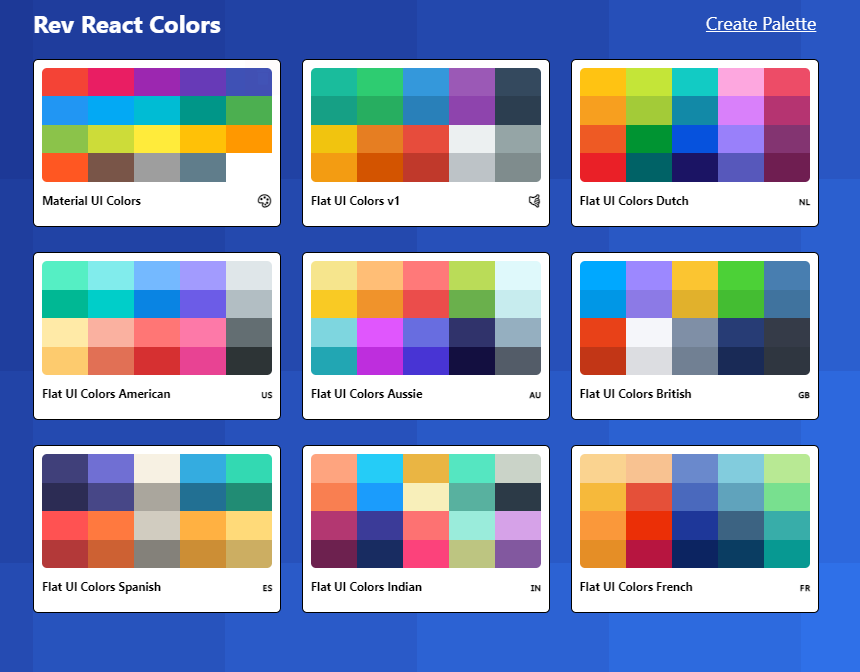 Rev React Colors
Create Palette
Material UI Colors
Flat UI Colors v1
Flat UI Colors Dutch NL
Flat UI Colors American US
Flat UI Colors Aussie AU
Flat UI Colors British GB
Flat UI Colors Spanish ES
Flat UI Colors Indian IN
Flat UI Colors French FR